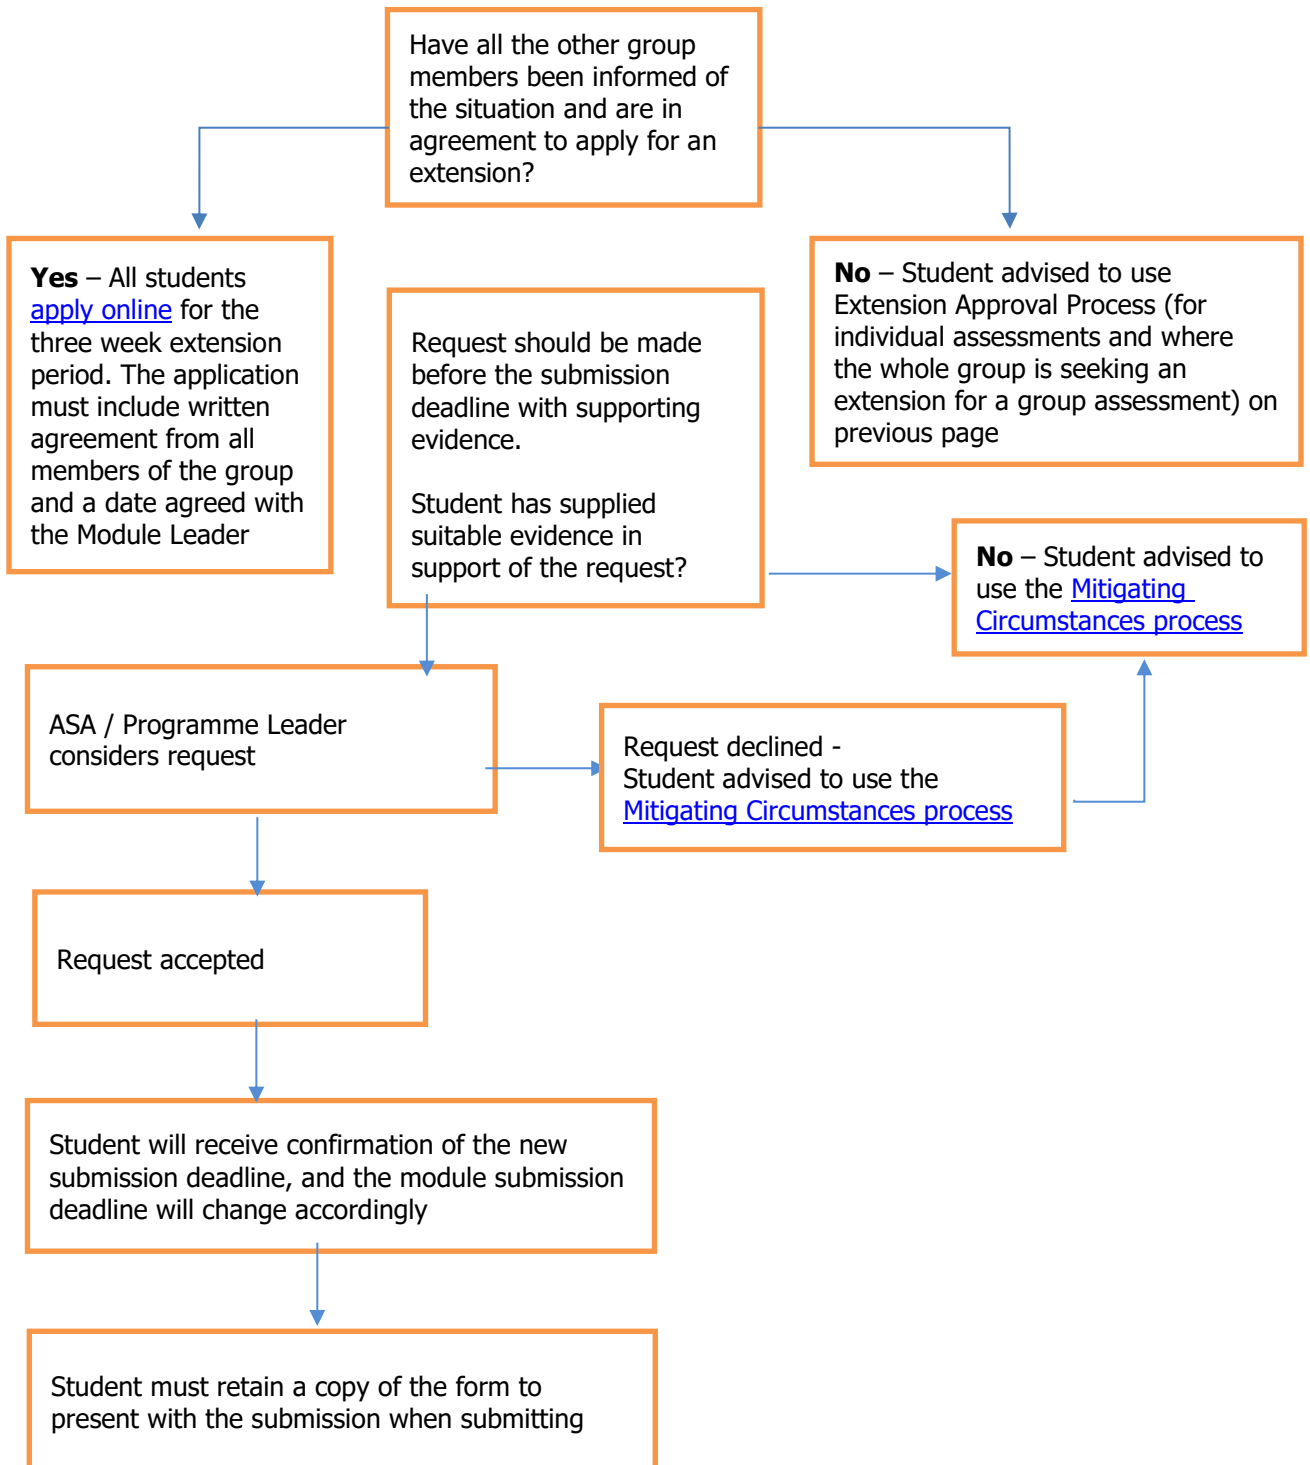 Have all the other group
members been informed of
the situation and are in
agreement to apply for an
extension?
Yes – All students
apply online for the
three week extension
period. The application
must include written
agreement from all
members of the group
and a date agreed with
the Module Leader
Request should be made
before the submission
deadline with supporting
evidence.
Student has supplied
suitable evidence in
support of the request?
No – Student advised to use
Extension Approval Process (for
individual assessments and where
the whole group is seeking an
extension for a group assessment) on
previous page
No – Student advised to
use the Mitigating
Circumstances process
ASA / Programme Leader
considers request
Request declined -
Student advised to use the
Mitigating Circumstances process
Request accepted
Student will receive confirmation of the new
submission deadline, and the module submission
deadline will change accordingly
Student must retain a copy of the form to
present with the submission when submitting